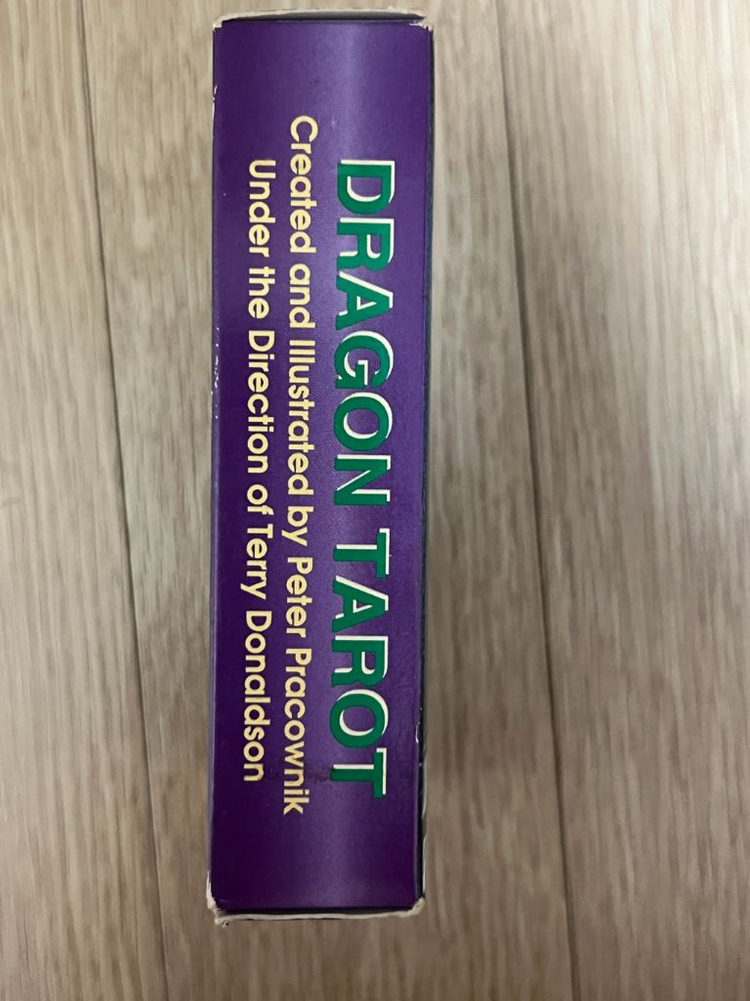 DRAGON TAROT
Created and Illustrated by Peter Pracownik
Under the Direction of Terry Donaldson